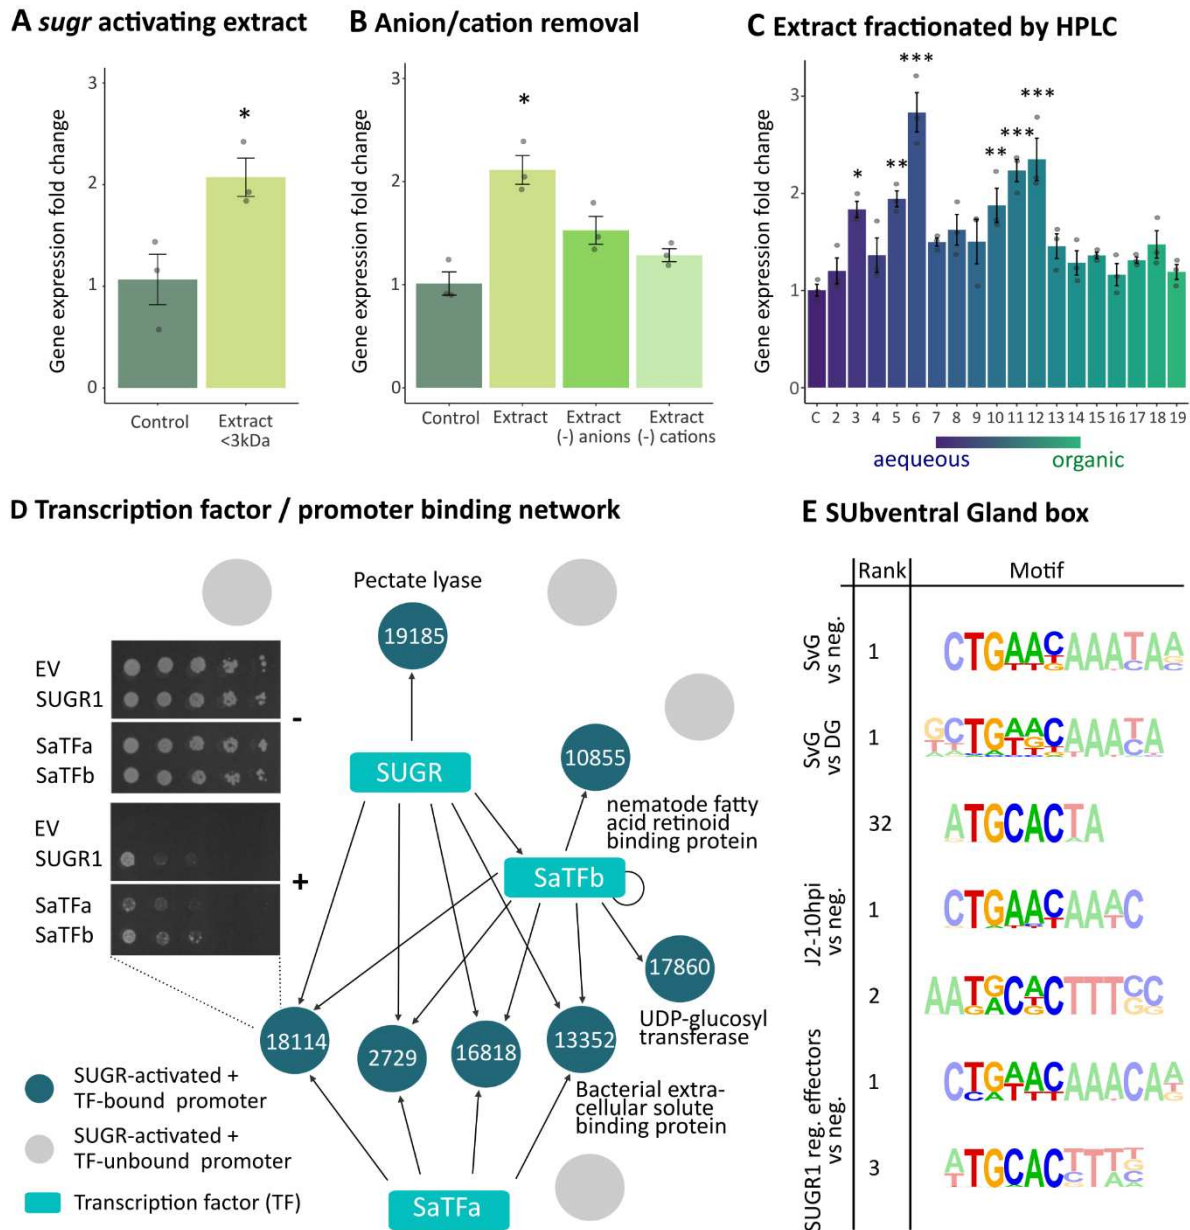 A sugr activating extract
Gene expression fold change
3
2
1
0
*
Control
Extract
<3kDa
B Anion/cation removal
Gene expression fold change
3
2
1
0
*
Control
Extract
Extract
(-) anions
Extract
(-) cations
C Extract fractionated by HPLC
Gene expression fold change
3
2
1
0
* ** *** ** *** ***
C 2 3 4 5 6 7 8 9 10 11 12 13 14 15 16 17 18 19
aequeous
organic
D Transcription factor / promoter binding network
EV
SUGR1
SaTFa
SaTFb
-
EV
SUGR1
SaTFa
SaTFb
+
Pectate lyase
19185
SUGR
10855
nematode fatty
acid retinoid
binding protein
SaTFb
17860
UDP-glucosyl
transferase
18114
2729
16818
13352
Bacterial extra-
cellular solute
binding protein
SaTFa
SUGR-activated +
TF-bound promoter
SUGR-activated +
TF-unbound promoter
Transcription factor (TF)
E SUbventral Gland box
Rank
Motif
SvG
vs neg.
1
CTGAACAAATAA
SvG
vs DG
1
GCTGAACAAATA
32
ATGCACTA
J2-10hpi
vs neg.
1
CTGAACAAAC
2
SUGR1 reg. effectors
vs neg.
1
CTGAACAAACAA
3